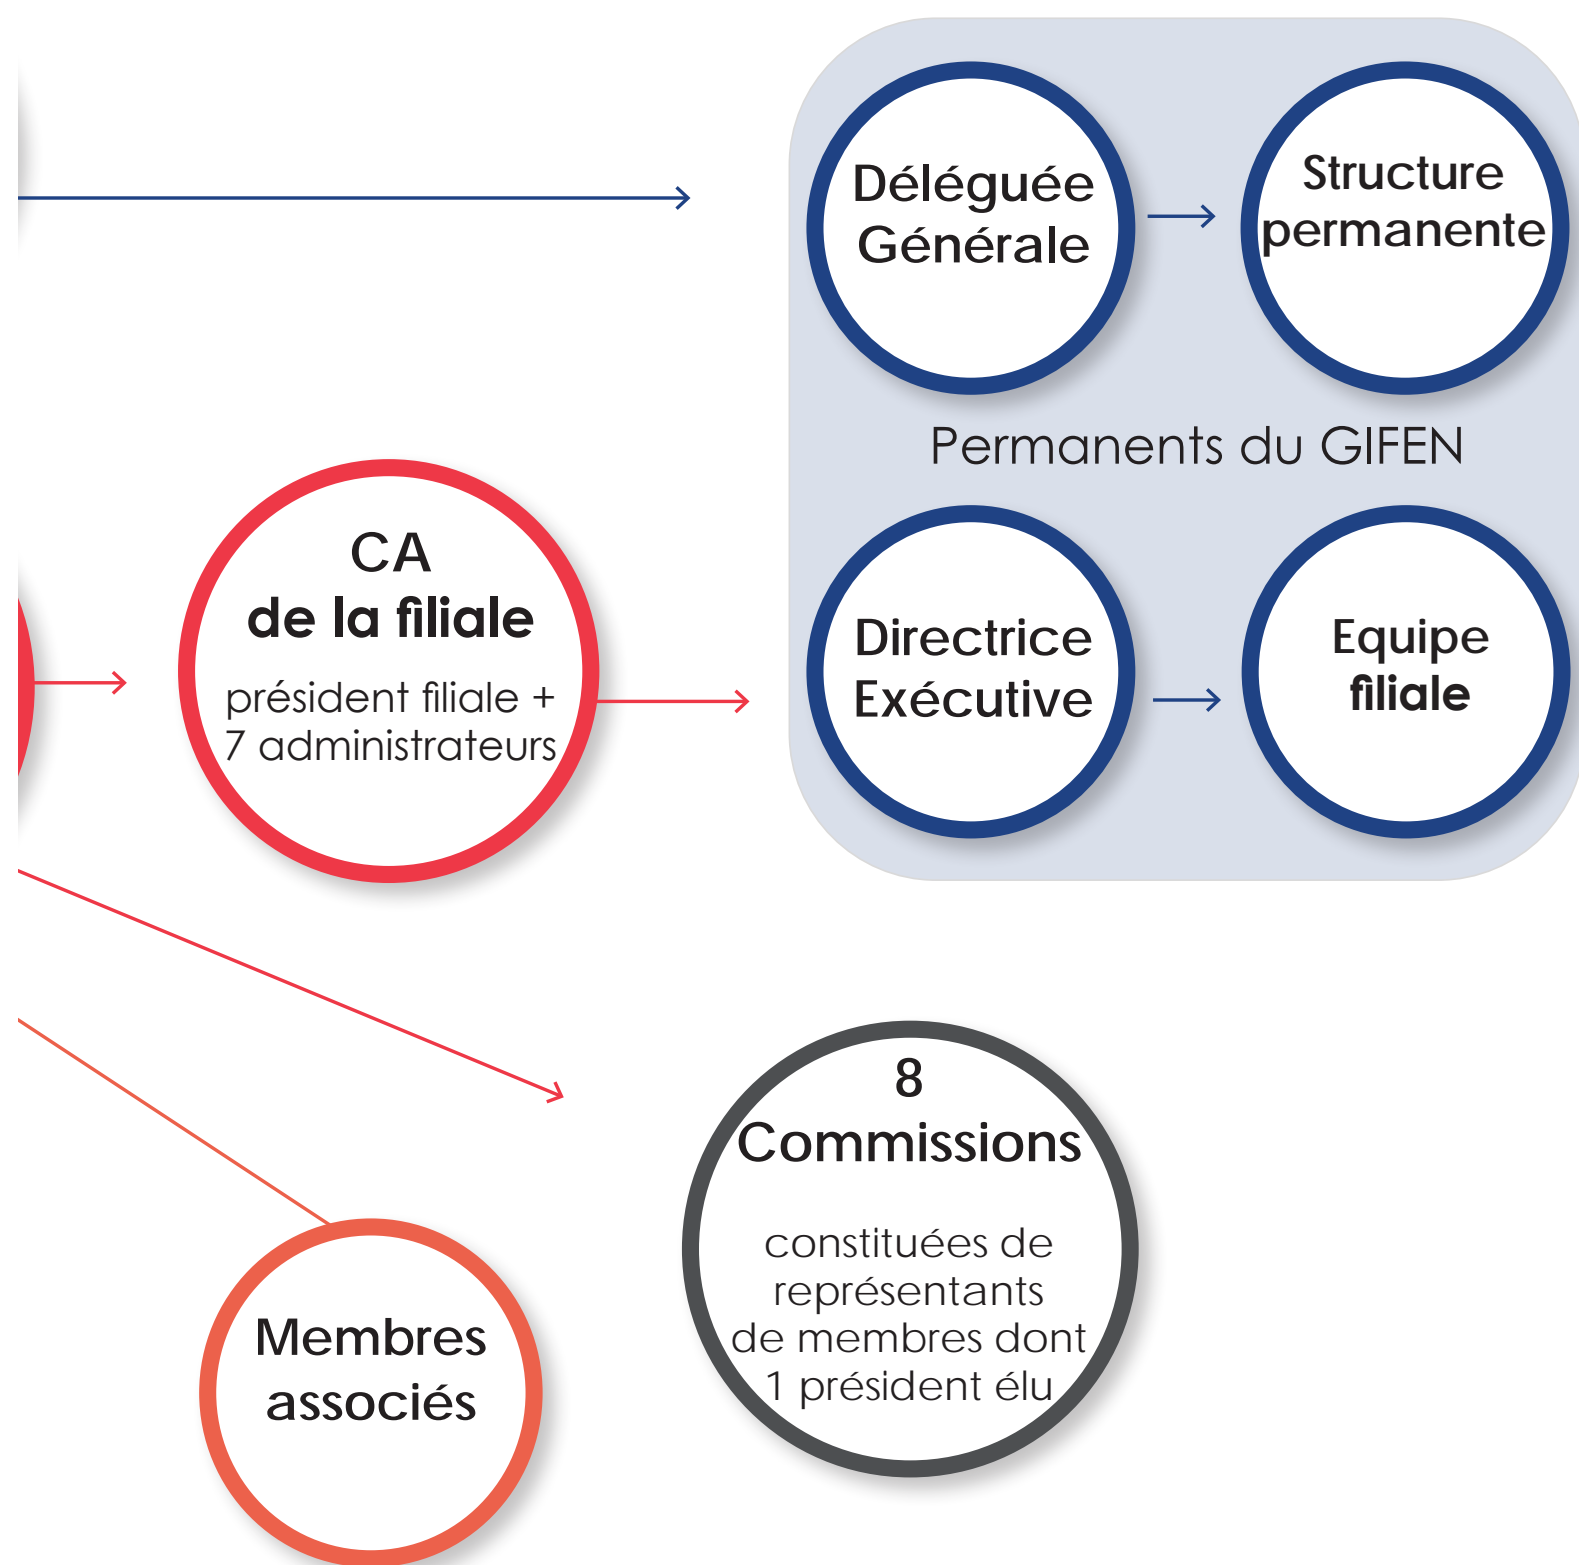 Déléguée
Générale
Structure
permanente
Permanents du GIFEN
CA
de la filiale
président filiale +
7 administrateurs
Directrice
Exécutive
Equipe
filiale
8
Commissions
constituées de
représentants
de membres dont
1 président élu
Membres
associés